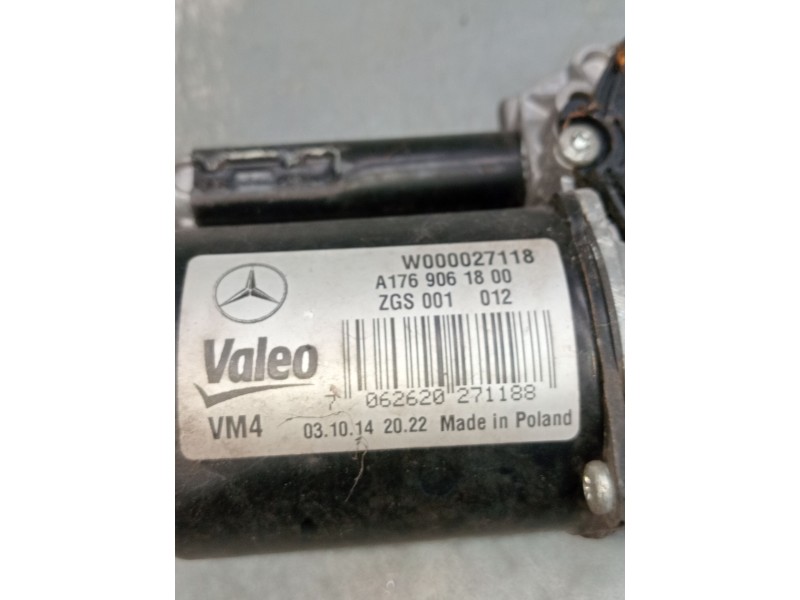 W000027118
A176 906 18 00
ZGS 001 012
Valeo
7 062620 271188
VM4 03.10.14 20.22 Made in Poland